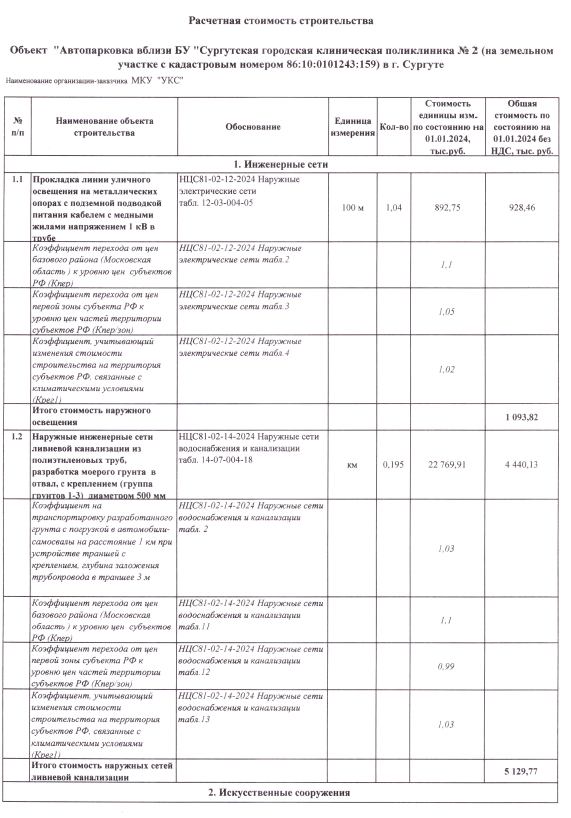 Расчетная стоимость строительства
Объект "Автопарковка вблизи БУ "Сургутская городская клиническая поликлиника № 2 (на земельном
участке с кадастровым номером 86:10:0101243:159) в г. Сургуте
Наименование организации-заказчика МКУ "УКС"
№ п/п
Наименование объекта
строительства
Обоснование
Единица
измерения
Кол-во
Стоимость
единицы изм.
по состоянию на
01.01.2024,
тыс.руб.
Общая
стоимость по
состоянию на
01.01.2024 без
НДС, тыс. руб.
1. Инженерные сети
1.1
Прокладка линии уличного
освещения на металлических
опорах с подземной подводкой
питания кабелем с медными
жилами напряжением 1 кВ в
трубе
НЦС81-02-12-2024 Наружные
электрические сети
табл. 12-03-004-05
100 м
1,04
892,75
928,46
Коэффициент перехода от цен
базового района (Московская
область ) к уровню цен субъектов
РФ (Кпер)
НЦС81-02-12-2024 Наружные
электрические сети табл.2
1,1
Коэффициент перехода от цен
первой зоны субъекта РФ к
уровню цен частей территории
субъектов РФ (Кпер/зон)
НЦС81-02-12-2024 Наружные
электрические сети табл.3
1,05
Коэффициент, учитывающий
изменения стоимости
строительства на территория
субъектов РФ, связанные с
климатическими условиями
(Крег1)
НЦС81-02-12-2024 Наружные
электрические сети табл.4
1,02
Итого стоимость наружного
освещения
1 093,82
1.2
Наружные инженерные сети
ливневой канализации из
полиэтиленовых труб,
разработка моерого грунта в
отвал, с креплением (группа
грунтов 1-3) диаметром 500 мм
НЦС81-02-14-2024 Наружные сети
водоснабжения и канализации
табл. 14-07-004-18
км
0,195
22 769,91
4 440,13
Коэффициент на
транспортировку разработанного
грунта с погрузкой в автомобили-
самосвалы на расстояние 1 км при
устройстве траншей с
креплением, глубина заложения
трубопровода в траншее 3 м
НЦС81-02-14-2024 Наружные сети
водоснабжения и канализации
табл. 2
1,03
Коэффициент перехода от цен
базового района (Московская
область ) к уровню цен субъектов
РФ (Кпер)
НЦС81-02-14-2024 Наружные сети
водоснабжения и канализации
табл.11
1,1
Коэффициент перехода от цен
первой зоны субъекта РФ к
уровню цен частей территории
субъектов РФ (Кпер/зон)
НЦС81-02-14-2024 Наружные сети
водоснабжения и канализации
табл.12
0,99
Коэффициент, учитывающий
изменения стоимости
строительства на территория
субъектов РФ, связанные с
климатическими условиями
(Крег1)
НЦС81-02-14-2024 Наружные сети
водоснабжения и канализации
табл.13
1,03
Итого стоимость наружных сетей
ливневой канализации
5 129,77
2. Искусственные сооружения